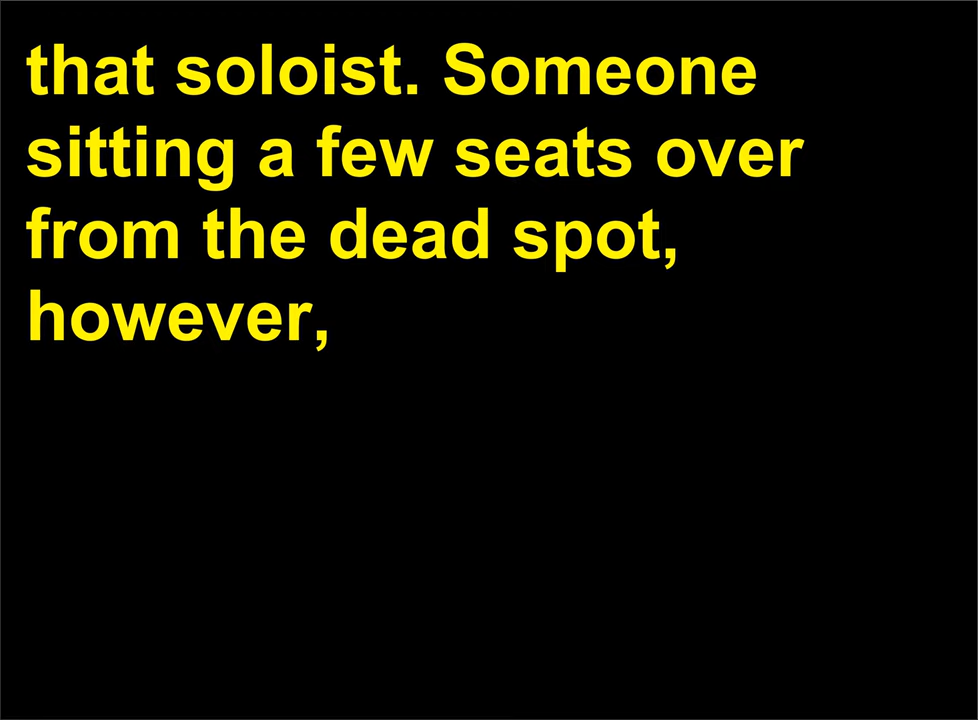 that soloist. Someone
sitting a few seats over
from the dead spot,
however,